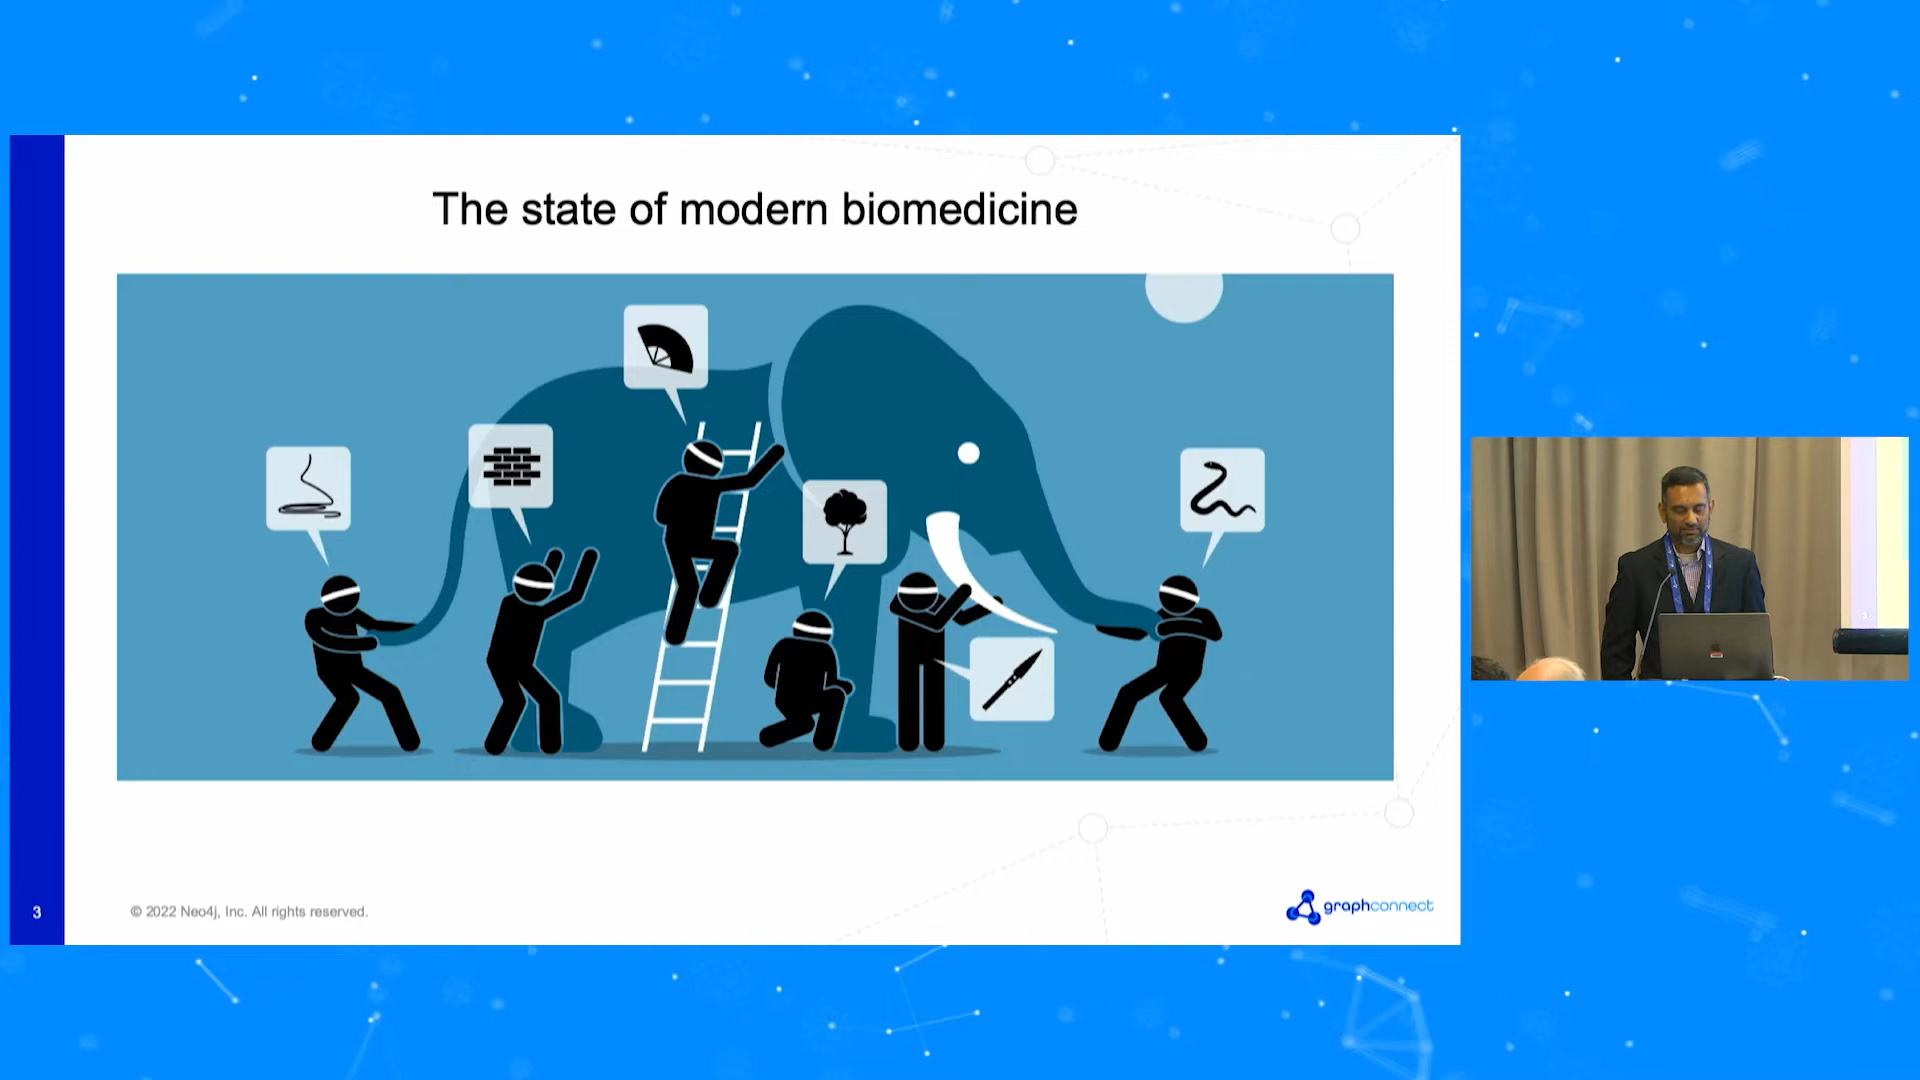 The state of modern biomedicine
3
© 2022 Neo4j, Inc. All rights reserved.
graphconnect